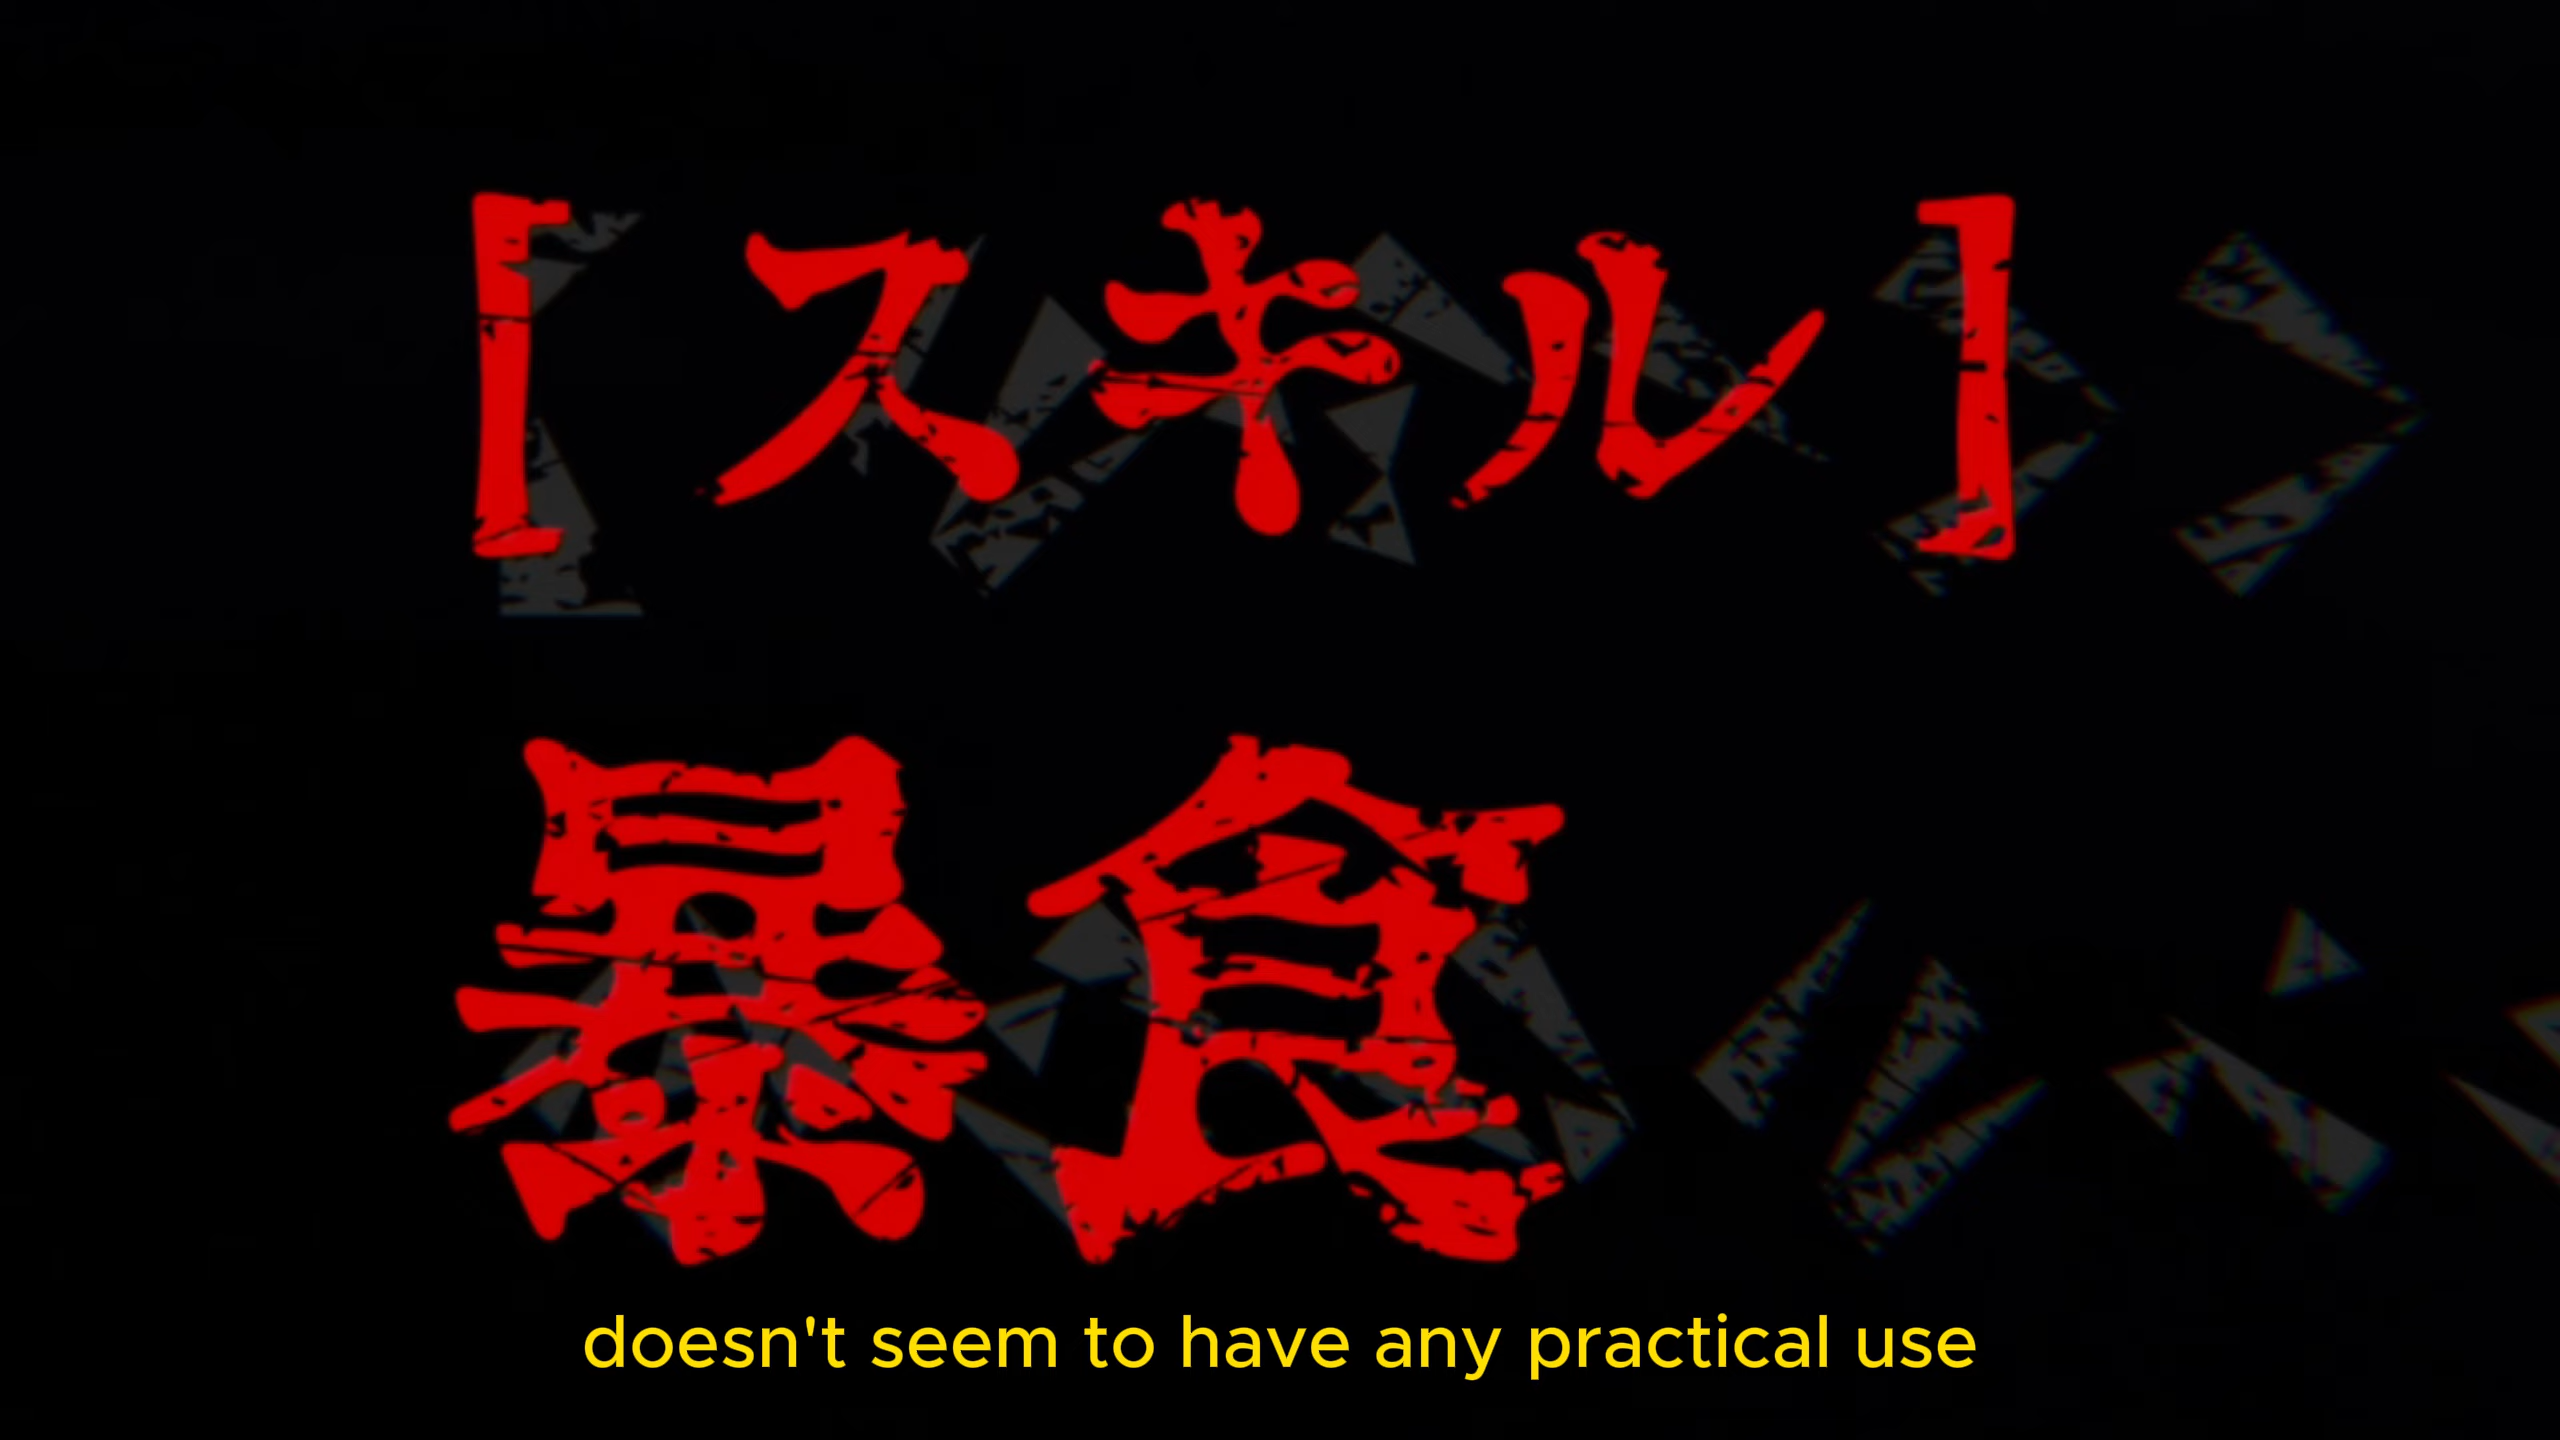 [スキル]
暴食
doesn't seem to have any practical use